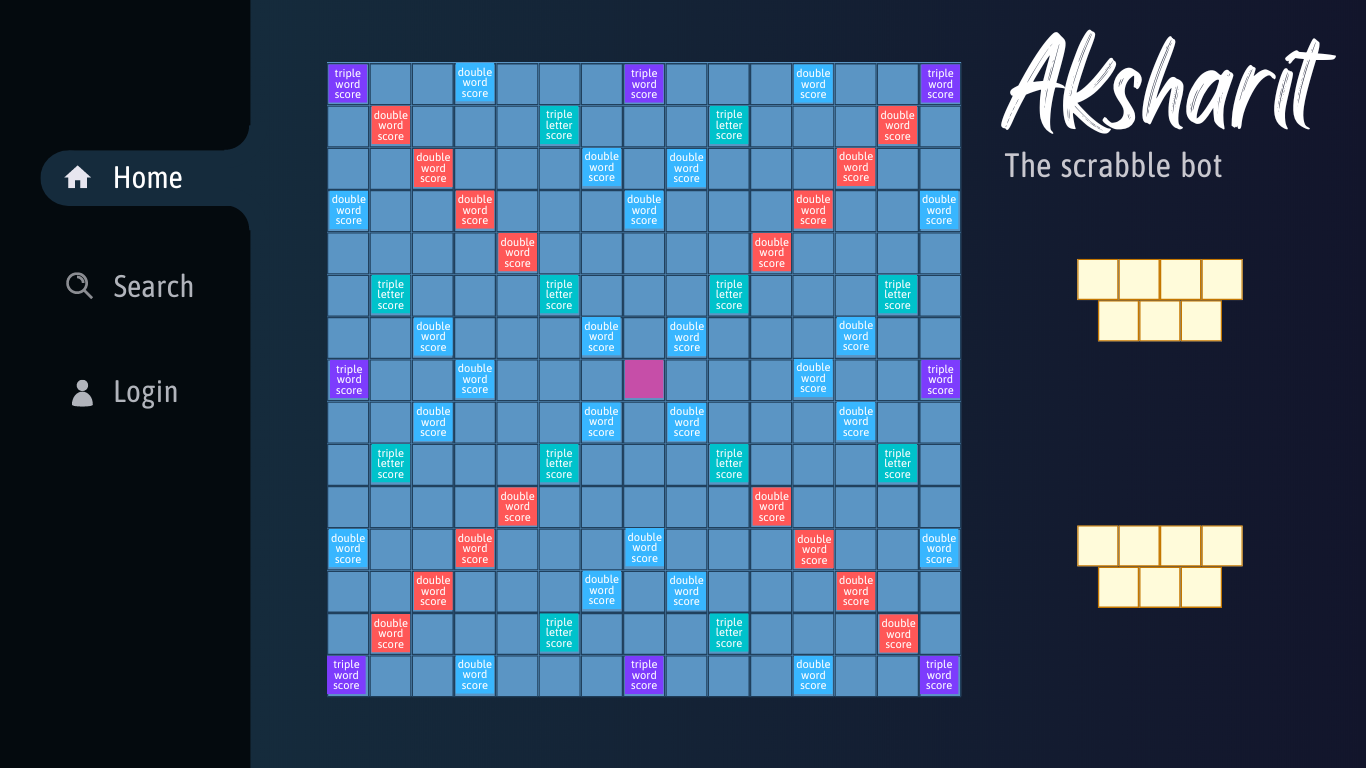 Home
Search
Login
triple double triple double triple
word word word word word
score score score score score
double triple triple double
word letter letter word
score score score score
double double double double
word word word word
score score score score
double double double double double
word word word word word
score score score score score
double double
word word
score score
triple triple triple triple
letter letter letter letter
score score score score
double double double double
word word word word
score score score score
triple double double triple
word word word word
score score score score
double double double double
word word word word
score score score score
triple triple triple triple
letter letter letter letter
score score score score
double double
word word
score score
double double double double double
word word word word word
score score score score score
double double double double
word word word word
score score score score
double triple triple double
word letter letter word
score score score score
triple double triple double triple
word word word word word
score score score score score
Aksharit
The scrabble bot